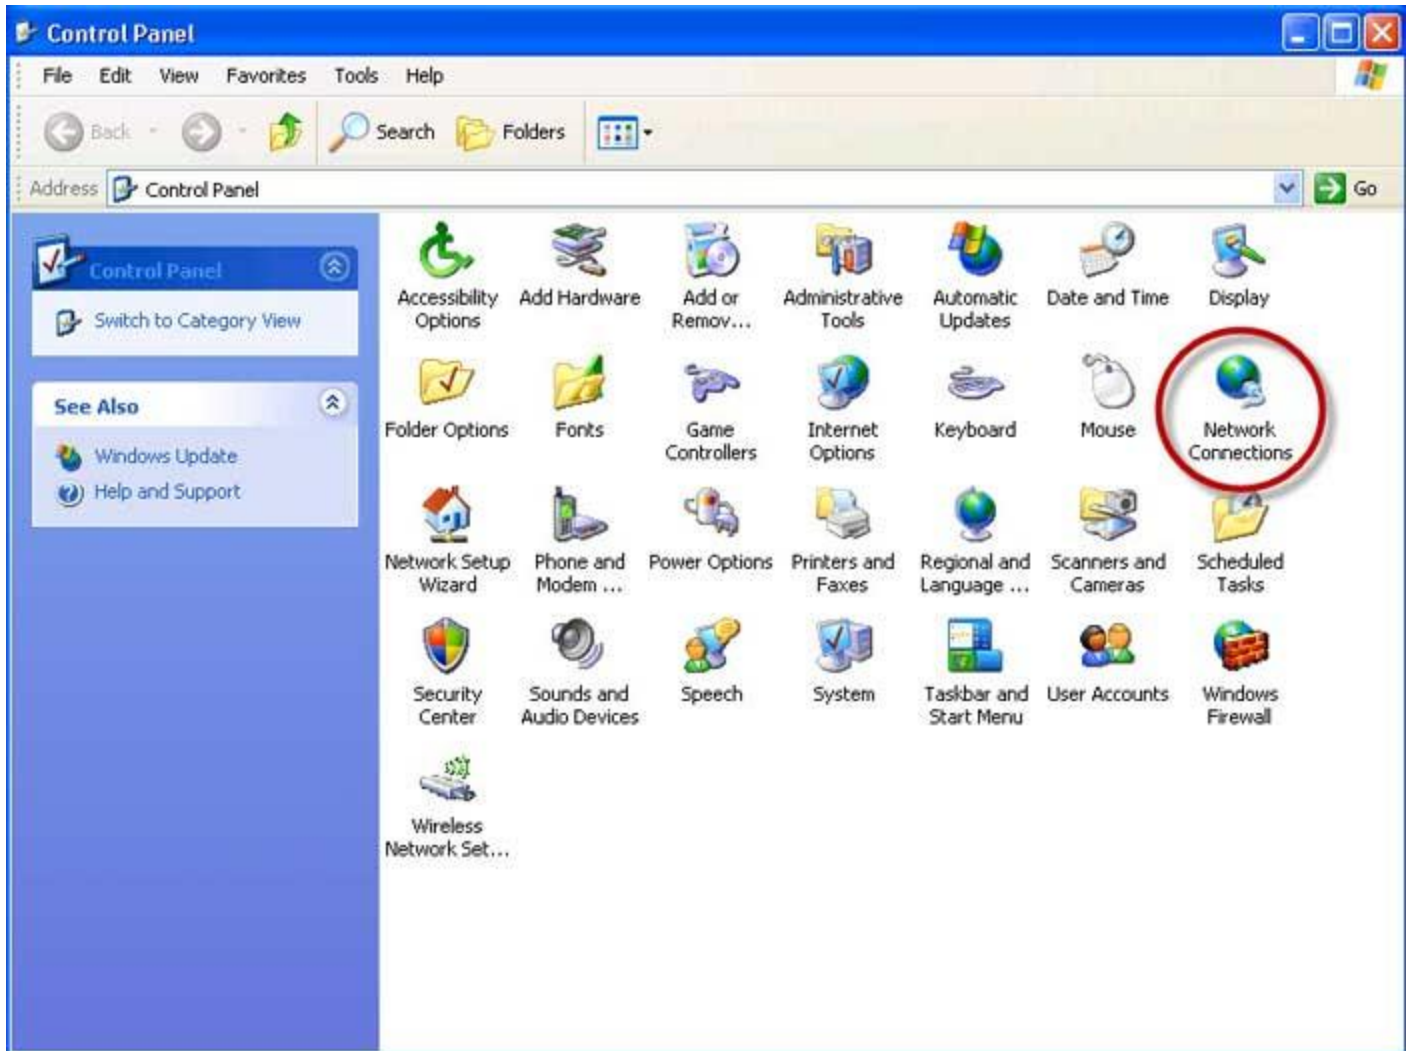 Control Panel
File Edit View Favorites Tools Help
Back Search Folders
Address Control Panel Go
Control Panel
Switch to Category View
See Also
Windows Update
Help and Support
Accessibility
Options
Add Hardware
Add or
Remov...
Administrative
Tools
Automatic
Updates
Date and Time
Display
Folder Options
Fonts
Game
Controllers
Internet
Options
Keyboard
Mouse
Network
Connections
Network Setup
Wizard
Phone and
Modem ...
Power Options
Printers and
Faxes
Regional and
Language ...
Scanners and
Cameras
Scheduled
Tasks
Security
Center
Sounds and
Audio Devices
Speech
System
Taskbar and
Start Menu
User Accounts
Windows
Firewall
Wireless
Network Set...